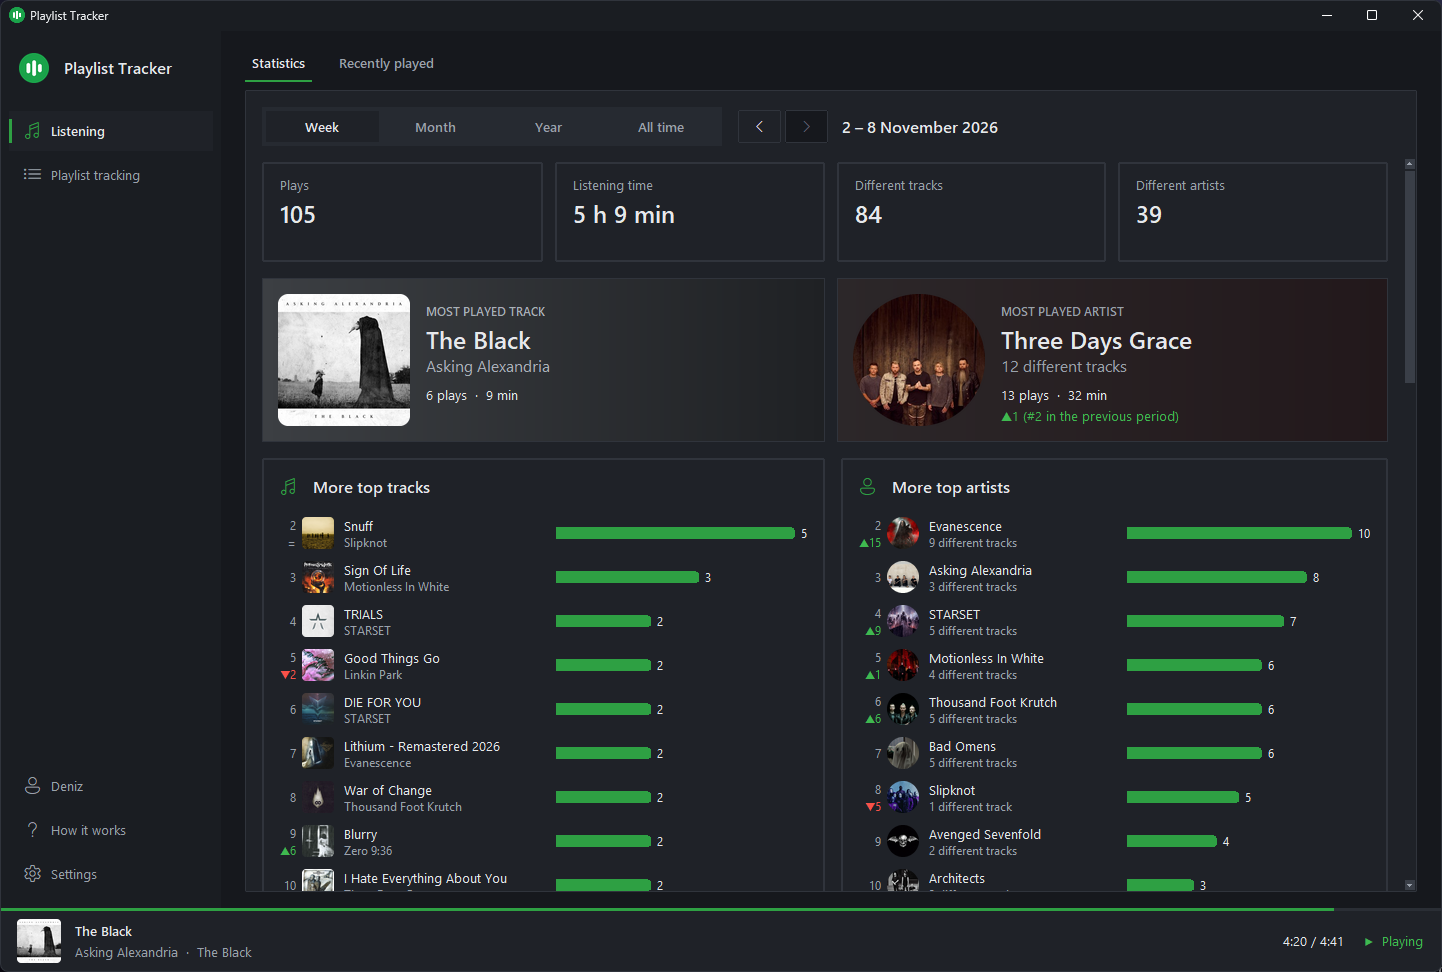 Playlist Tracker
Playlist Tracker
Listening
Playlist tracking
Deniz
How it works
Settings
Statistics
Recently played
Week
Month
Year
All time
2 – 8 November 2026
Plays
105
Listening time
5 h 9 min
Different tracks
84
Different artists
39
ASKING ALEXANDRIA
THE BLACK
MOST PLAYED TRACK
The Black
Asking Alexandria
6 plays · 9 min
MOST PLAYED ARTIST
Three Days Grace
12 different tracks
13 plays · 32 min
▲1 (#2 in the previous period)
More top tracks
2 Snuff 5
= Slipknot
3 Sign Of Life 3
Motionless In White
4 TRIALS 2
STARSET
5 Good Things Go 2
▼2 Linkin Park
6 DIE FOR YOU 2
STARSET
7 Lithium - Remastered 2026 2
Evanescence
8 War of Change 2
Thousand Foot Krutch
9 Blurry 2
▲6 Zero 9:36
10 I Hate Everything About You 2
More top artists
2 Evanescence 10
▲15 9 different tracks
3 Asking Alexandria 8
3 different tracks
4 STARSET 7
▲9 5 different tracks
5 Motionless In White 6
▲1 4 different tracks
6 Thousand Foot Krutch 6
▲6 5 different tracks
7 Bad Omens 6
5 different tracks
8 Slipknot 5
▼5 1 different track
9 Avenged Sevenfold 4
2 different tracks
10 Architects 3
The Black
Asking Alexandria · The Black
4:20 / 4:41
Playing